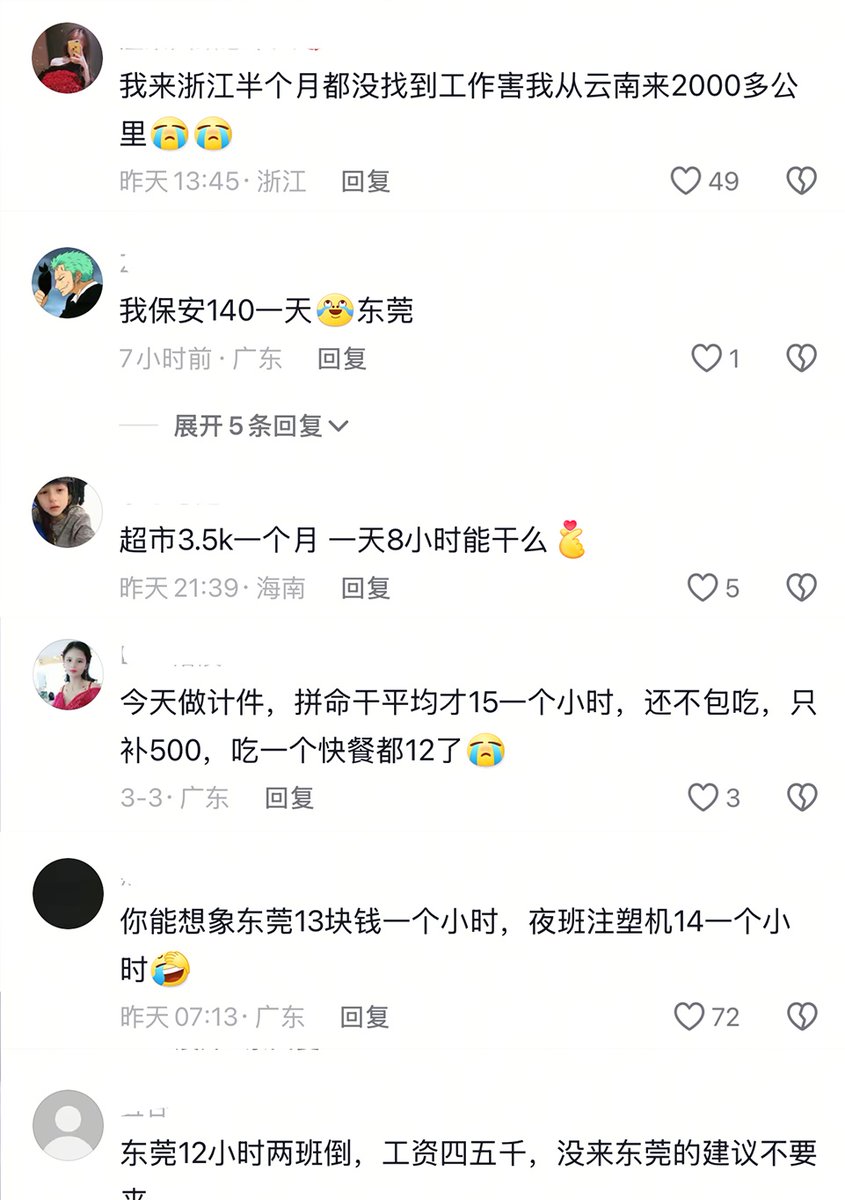 我来浙江半个月都没找到工作害我从云南来2000多公
里😭😭
昨天13:45·浙江 回复 49
我保安140一天🙄东莞
7小时前·广东 回复 1
展开5条回复
超市3.5k一个月 一天8小时能干么🫰
昨天21:39·海南 回复 5
今天做计件，拼命干平均才15一个小时，还不包吃，只
补500，吃一个快餐都12了😭
3-3·广东 回复 3
你能想象东莞13块钱一个小时，夜班注塑机14一个小
时🤣
昨天07:13·广东 回复 72
东莞12小时两班倒，工资四五千，没来东莞的建议不要